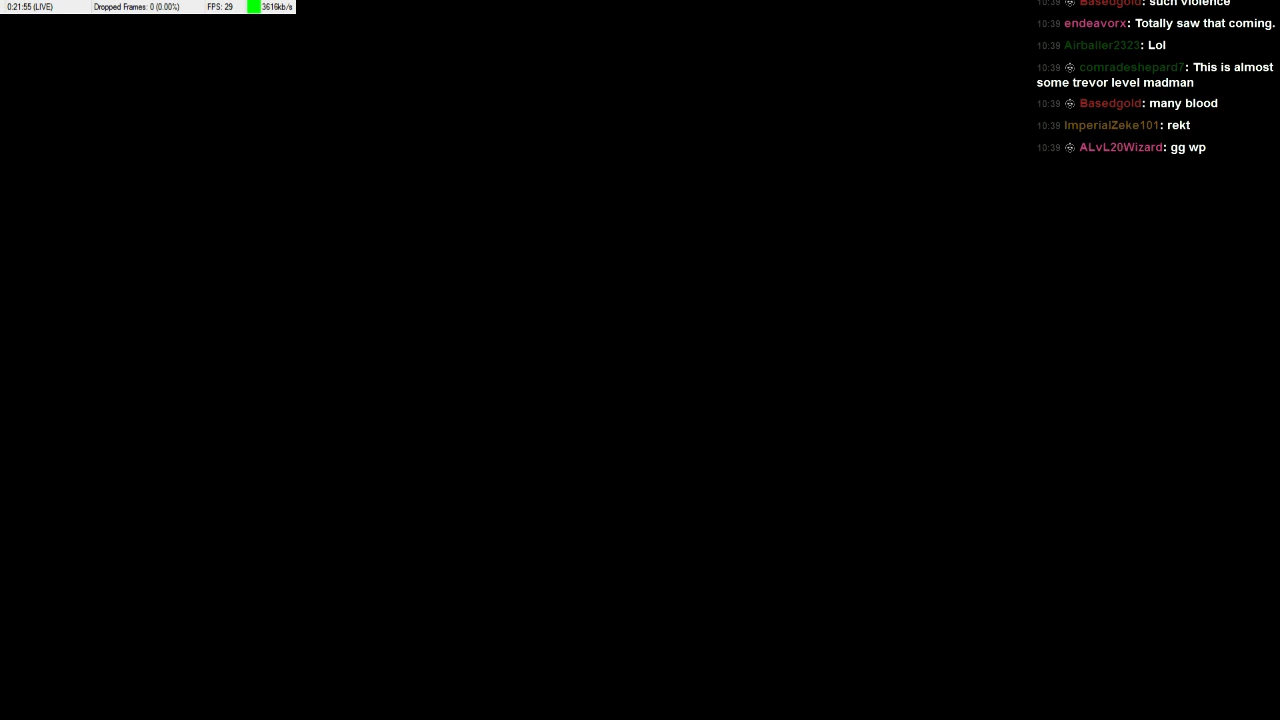 0:21:55 (LIVE) Dropped Frames: 0 (0.00%) FPS: 29 3616kb/s
10:39 Basedgold: such violence
10:39 endeavorx: Totally saw that coming.
10:39 Airballer2323: Lol
10:39 comradeshepard7: This is almost
some trevor level madman
10:39 Basedgold: many blood
10:39 ImperialZeke101: rekt
10:39 ALvL20Wizard: gg wp